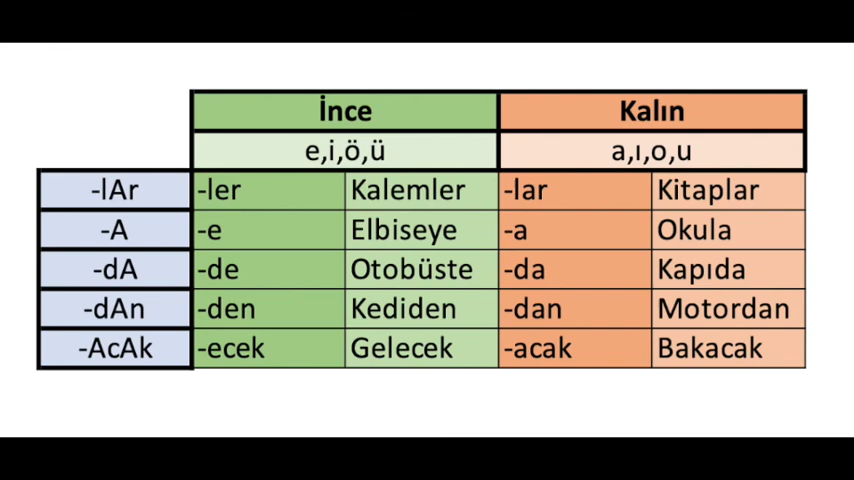 İnce Kalın
e,i,ö,ü a,ı,o,u
-lAr -ler Kalemler -lar Kitaplar
-A -e Elbiseye -a Okula
-dA -de Otobüste -da Kapıda
-dAn -den Kediden -dan Motordan
-AcAk -ecek Gelecek -acak Bakacak